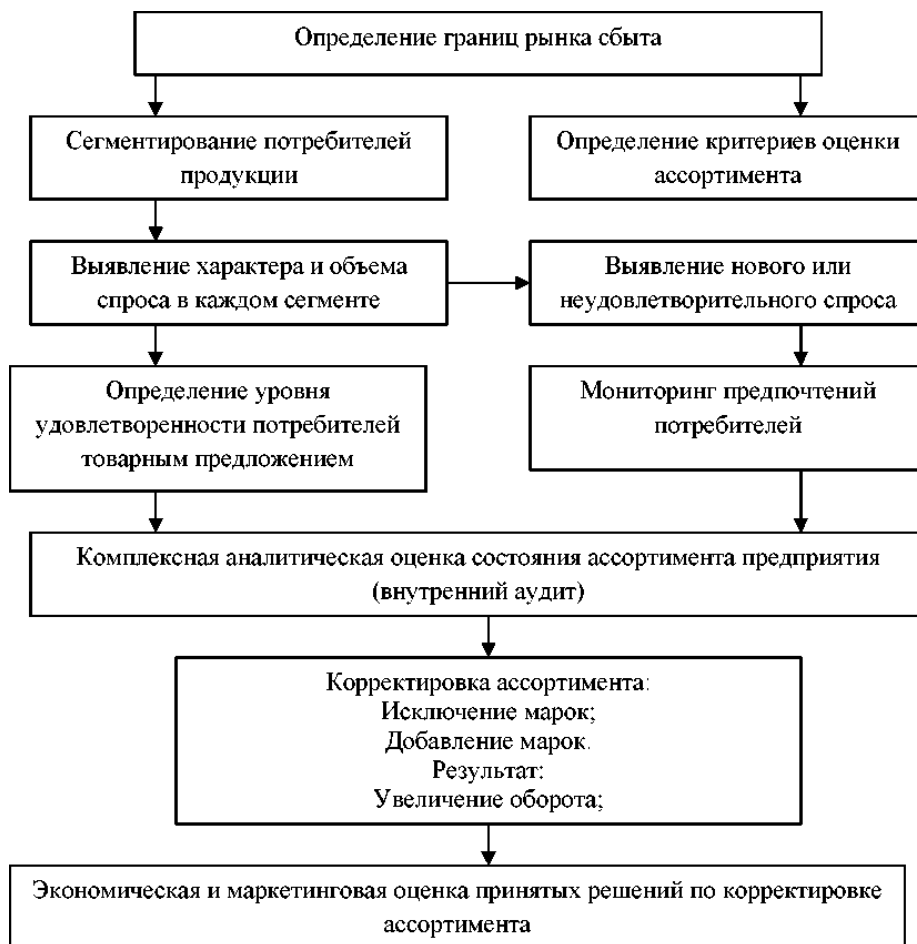 Определение границ рынка сбыта
Сегментирование потребителей
продукции
Определение критериев оценки
ассортимента
Выявление характера и объема
спроса в каждом сегменте
Выявление нового или
неудовлетворительного спроса
Определение уровня
удовлетворенности потребителей
товарным предложением
Мониторинг предпочтений
потребителей
Комплексная аналитическая оценка состояния ассортимента предприятия
(внутренний аудит)
Корректировка ассортимента:
Исключение марок;
Добавление марок.
Результат:
Увеличение оборота;
Экономическая и маркетинговая оценка принятых решений по корректировке
ассортимента